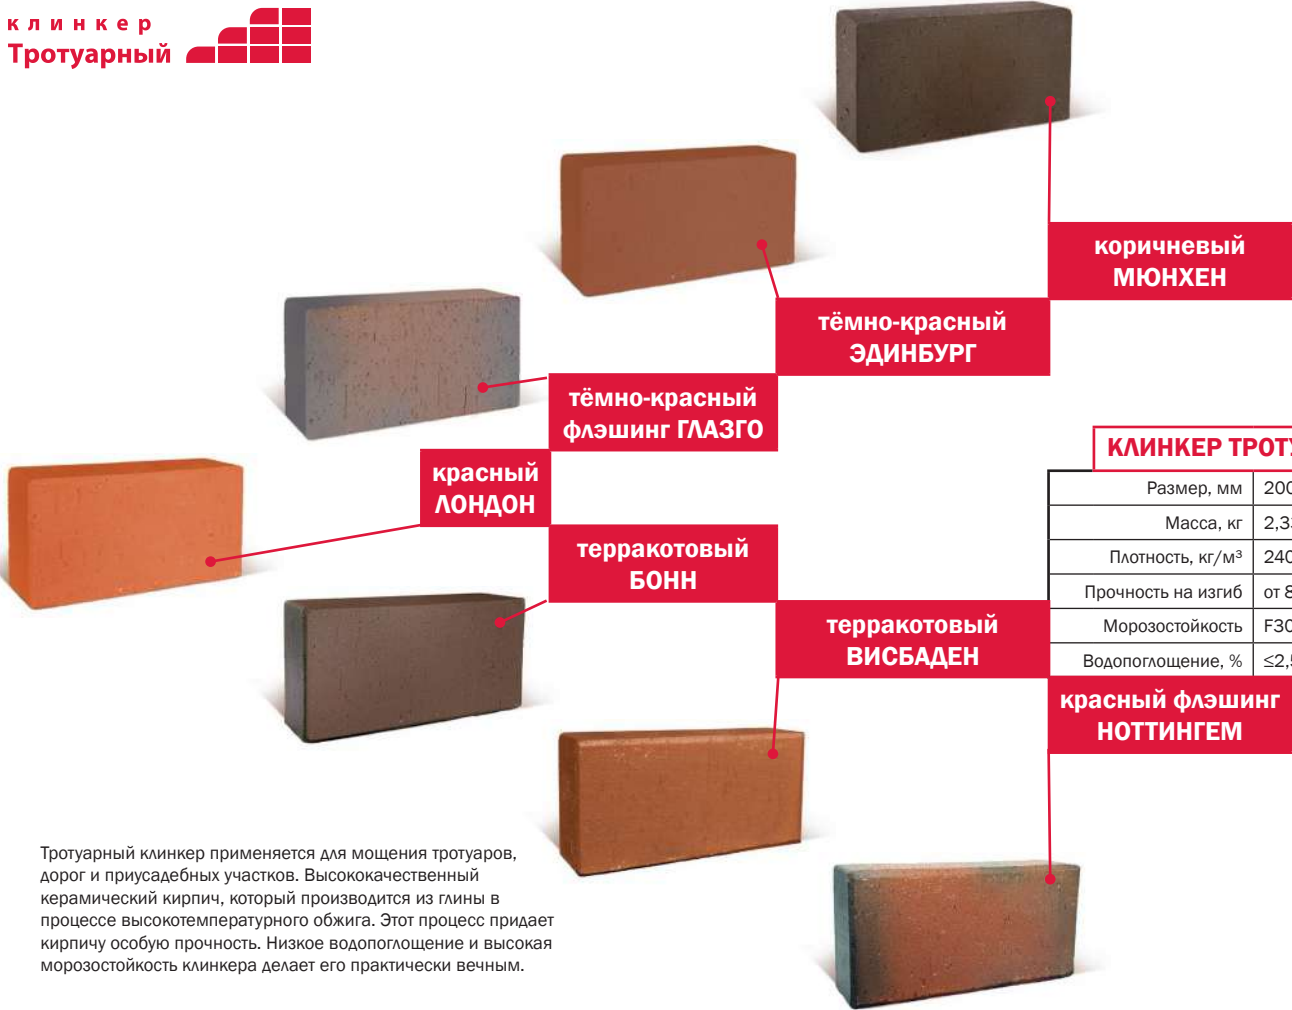 клинкер
Тротуарный
коричневый
МЮНХЕН
тёмно-красный
ЭДИНБУРГ
тёмно-красный
флэшинг ГЛАЗГО
красный
ЛОНДОН
терракотовый
БОНН
терракотовый
ВИСБАДЕН
красный флэшинг
НОТТИНГЕМ
КЛИНКЕР
Размер, мм
Масса, кг
Плотность, кг/м³
Прочность на изгиб от
Морозостойкость
Водопоглощение, %
Тротуарный клинкер применяется для мощения тротуаров,
дорог и приусадебных участков. Высококачественный
керамический кирпич, который производится из глины в
процессе высокотемпературного обжига. Этот процесс придает
кирпичу особую прочность. Низкое водопоглощение и высокая
морозостойкость клинкера делает его практически вечным.